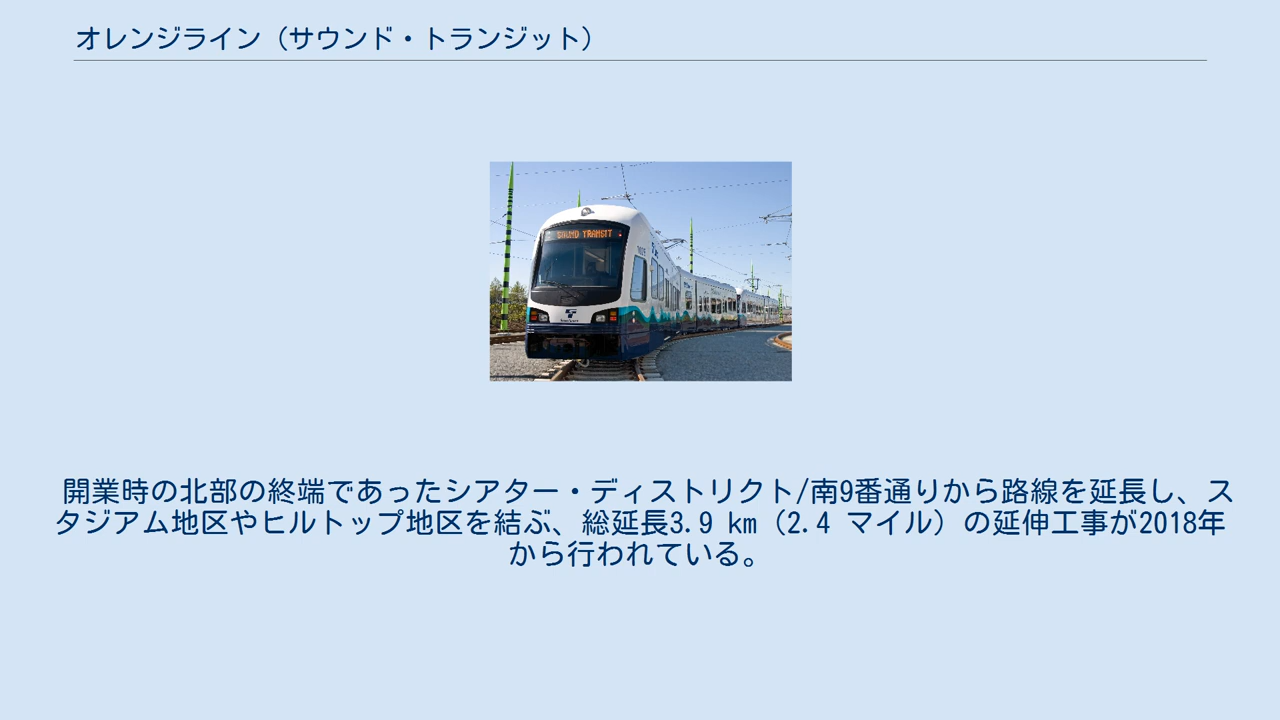 オレンジライン（サウンド・トランジット）
SOUND TRANSIT
開業時の北部の終端であったシアター・ディストリクト/南9番通りから路線を延長し、ス
タジアム地区やヒルトップ地区を結ぶ、総延長3.9 km（2.4 マイル）の延伸工事が2018年
から行われている。